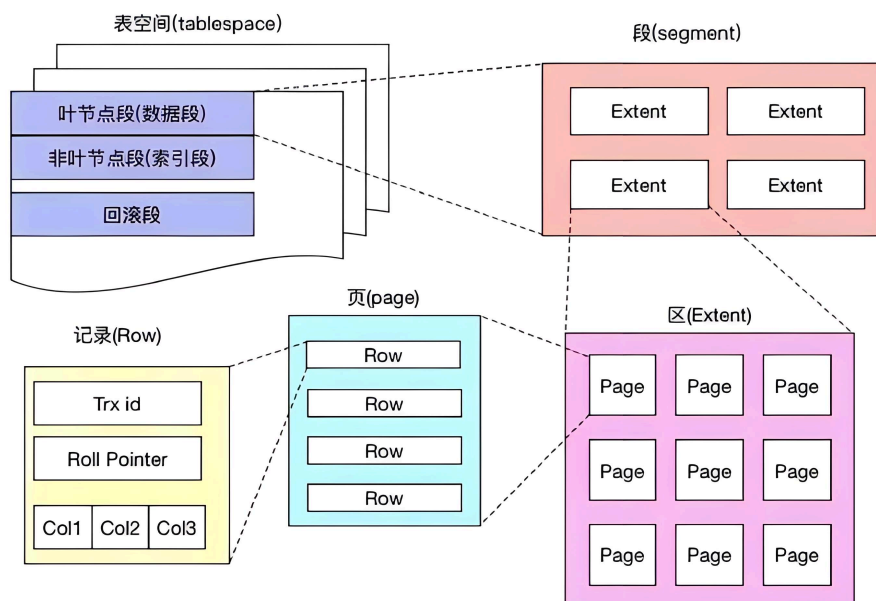 表空间(tablespace)
叶节点段(数据段)
非叶节点段(索引段)
回滚段
段(segment)
Extent
Extent
Extent
Extent
区(Extent)
Page
Page
Page
Page
Page
Page
Page
Page
Page
页(page)
Row
Row
Row
Row
记录(Row)
Trx id
Roll Pointer
Col1 Col2 Col3